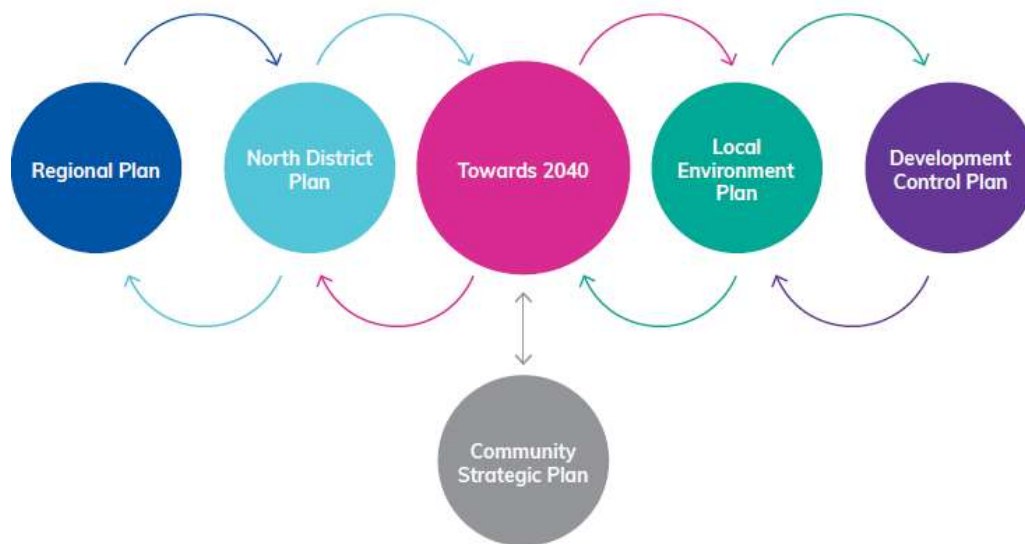 Regional Plan
North District
Plan
Towards 2040
Local
Environment
Plan
Development
Control Plan
Community
Strategic Plan